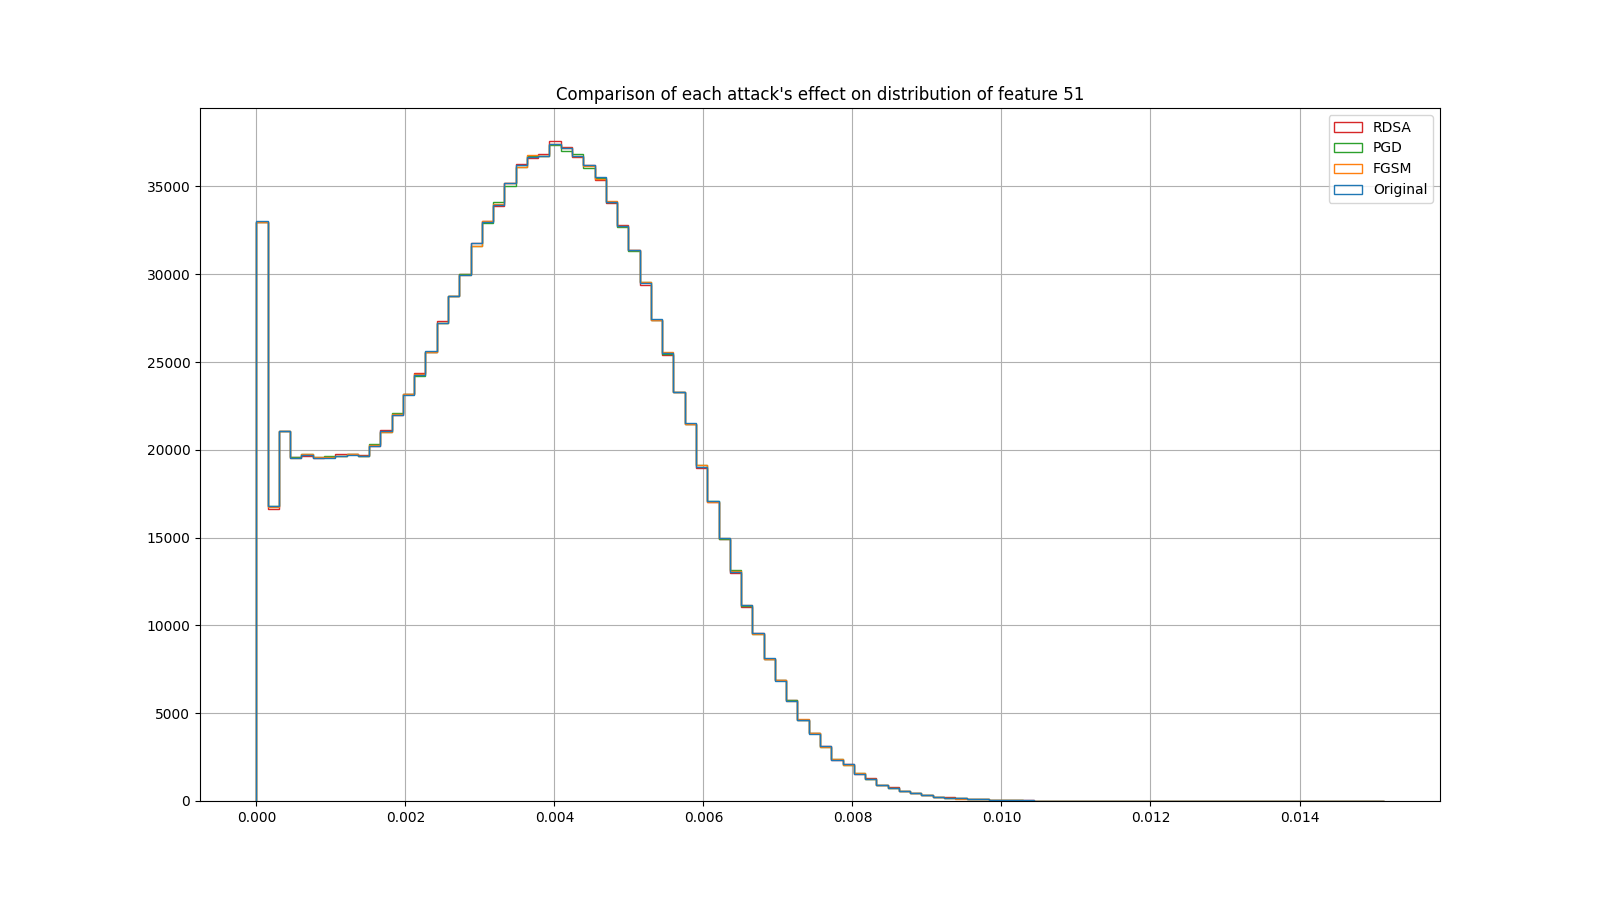 Comparison of each attack's effect on distribution of feature 51
RDSA
PGD
FGSM
Original
35000
30000
25000
20000
15000
10000
5000
0
0.000 0.002 0.004 0.006 0.008 0.010 0.012 0.014